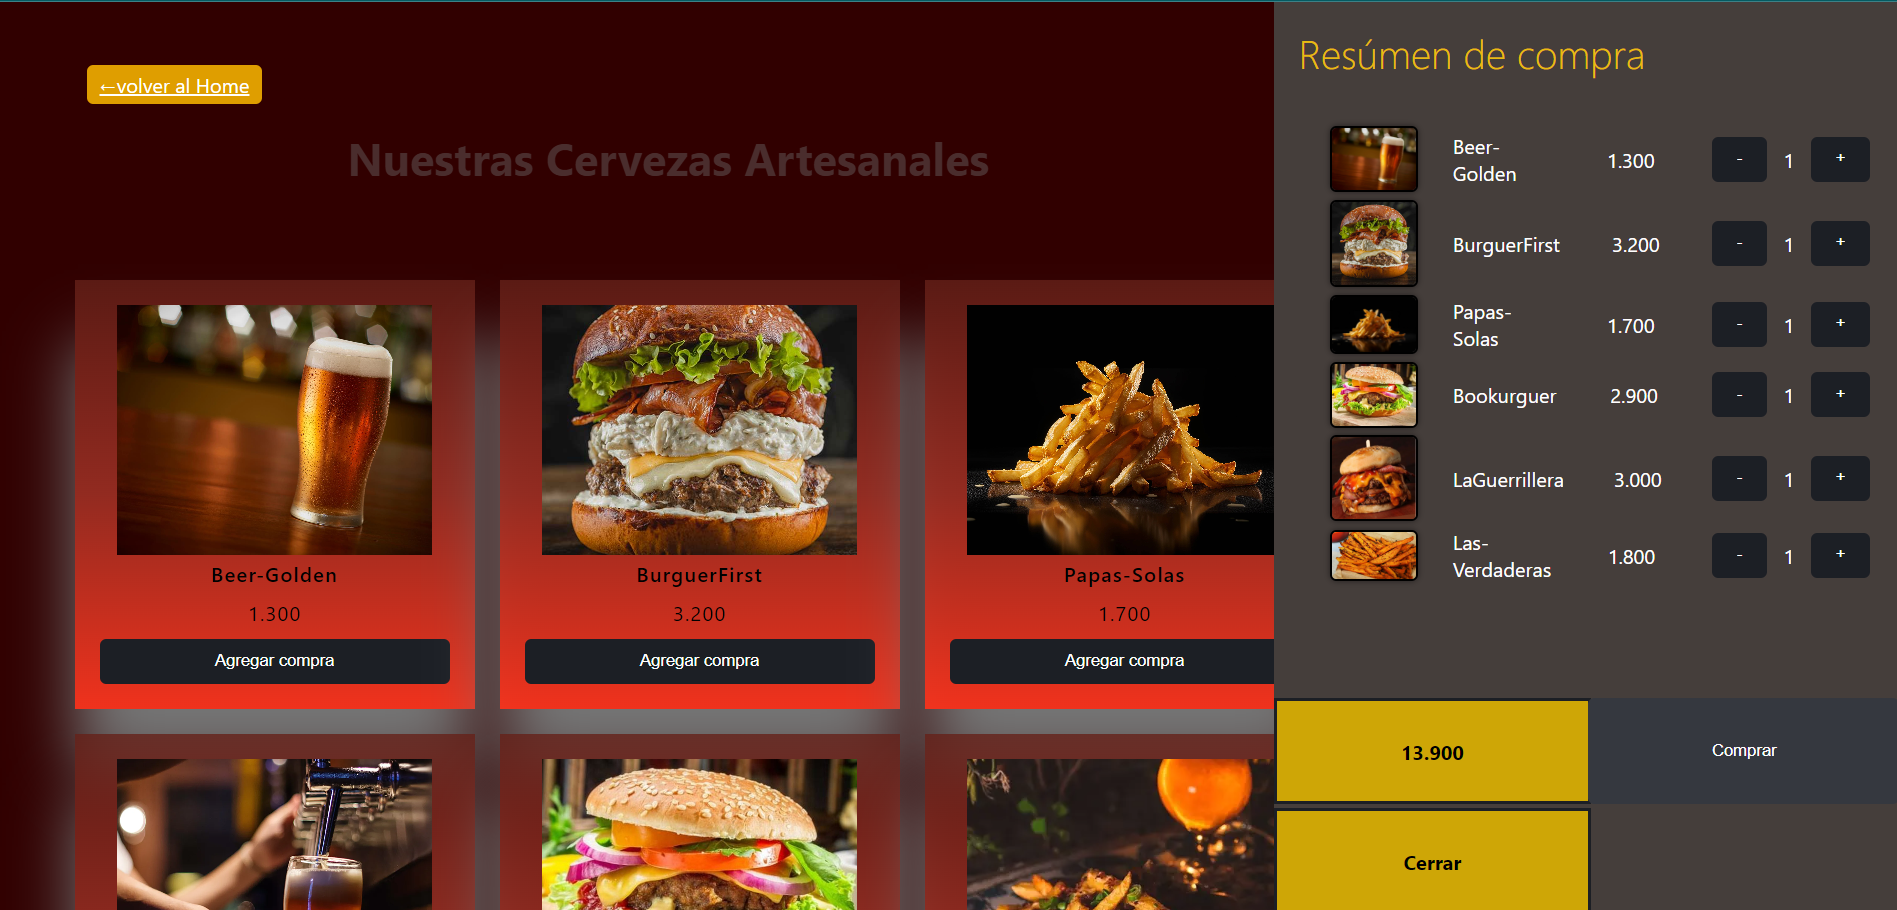 ←volver al Home
Nuestras Cervezas Artesanales
Beer-Golden
1.300
Agregar compra
BurguerFirst
3.200
Agregar compra
Papas-Solas
1.700
Agregar compra
Resúmen de compra
Beer-
Golden
1.300
-
1
+
BurguerFirst
3.200
-
1
+
Papas-
Solas
1.700
-
1
+
Bookurguer
2.900
-
1
+
LaGuerrillera
3.000
-
1
+
Las-
Verdaderas
1.800
-
1
+
13.900
Comprar
Cerrar